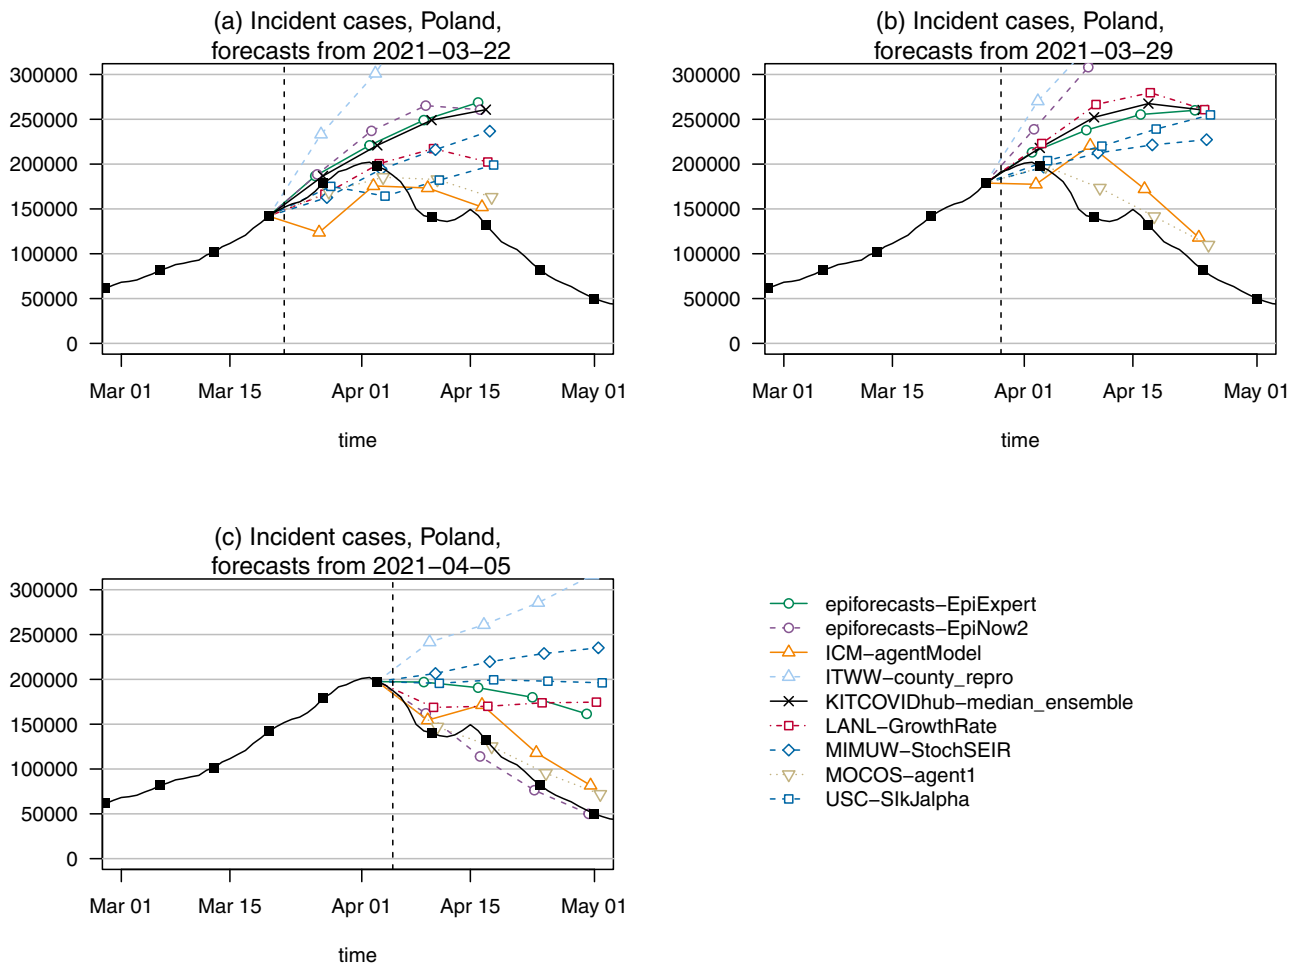 (a) Incident cases, Poland,
forecasts from 2021−03−22
300000
250000
200000
150000
100000
50000
0
Mar 01 Mar 15 Apr 01 Apr 15 May 01
time
(b) Incident cases, Poland,
forecasts from 2021−03−29
300000
250000
200000
150000
100000
50000
0
Mar 01 Mar 15 Apr 01 Apr 15 May 01
time
(c) Incident cases, Poland,
forecasts from 2021−04−05
300000
250000
200000
150000
100000
50000
0
Mar 01 Mar 15 Apr 01 Apr 15 May 01
time
epiforecasts−EpiExpert
epiforecasts−EpiNow2
ICM−agentModel
ITWW−county_repro
KITCOVIDhub−median_ensemble
LANL−GrowthRate
MIMUW−StochSEIR
MOCOS−agent1
USC−SIkJalpha